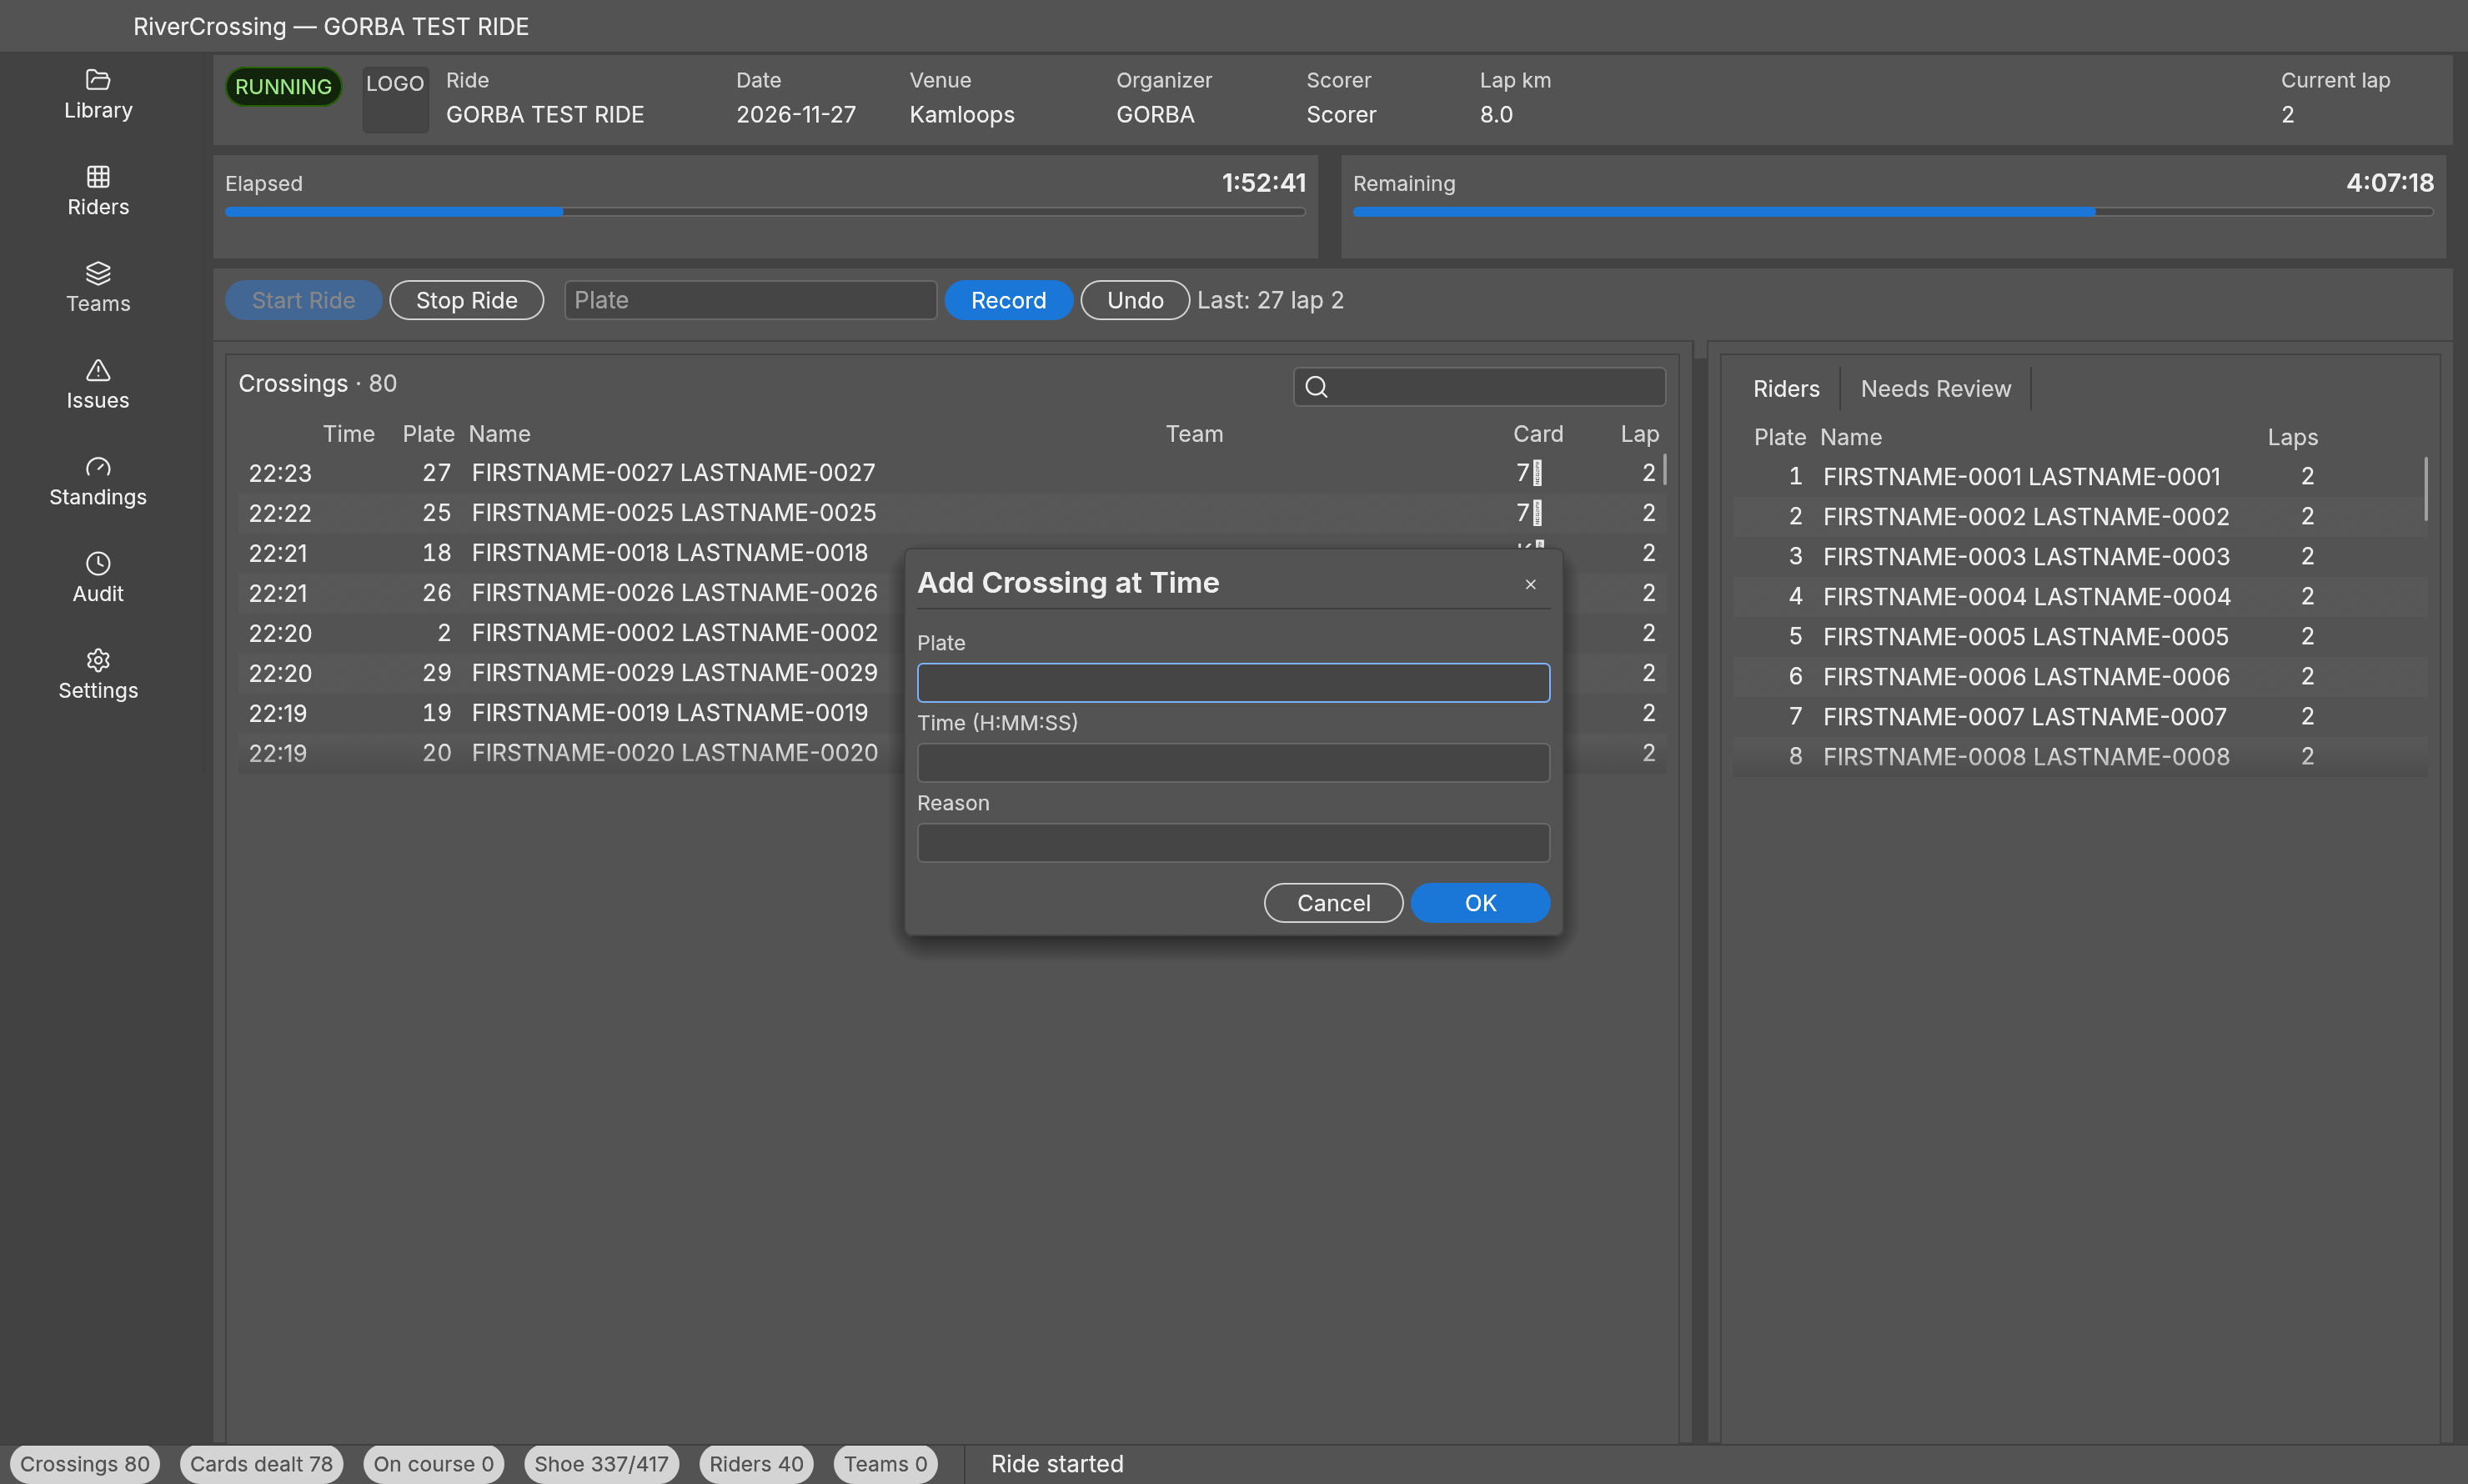 RiverCrossing — GORBA TEST RIDE
Library
Riders
Teams
Issues
Standings
Audit
Settings
RUNNING
LOGO
Ride Date Venue Organizer Scorer Lap km Current lap
GORBA TEST RIDE 2026-11-27 Kamloops GORBA Scorer 8.0 2
Elapsed 1:52:41
Remaining 4:07:18
Start Ride Stop Ride Plate Record Undo Last: 27 lap 2
Crossings · 80
Time Plate Name Team Card Lap
22:23 27 FIRSTNAME-0027 LASTNAME-0027 7 2
22:22 25 FIRSTNAME-0025 LASTNAME-0025 7 2
22:21 18 FIRSTNAME-0018 LASTNAME-0018 2
22:21 26 FIRSTNAME-0026 LASTNAME-0026 2
22:20 2 FIRSTNAME-0002 LASTNAME-0002 2
22:20 29 FIRSTNAME-0029 LASTNAME-0029 2
22:19 19 FIRSTNAME-0019 LASTNAME-0019 2
22:19 20 FIRSTNAME-0020 LASTNAME-0020 2
Add Crossing at Time ×
Plate
Time (H:MM:SS)
Reason
Cancel OK
Riders Needs Review
Plate Name Laps
1 FIRSTNAME-0001 LASTNAME-0001 2
2 FIRSTNAME-0002 LASTNAME-0002 2
3 FIRSTNAME-0003 LASTNAME-0003 2
4 FIRSTNAME-0004 LASTNAME-0004 2
5 FIRSTNAME-0005 LASTNAME-0005 2
6 FIRSTNAME-0006 LASTNAME-0006 2
7 FIRSTNAME-0007 LASTNAME-0007 2
8 FIRSTNAME-0008 LASTNAME-0008 2
Crossings 80 Cards dealt 78 On course 0 Shoe 337/417 Riders 40 Teams 0 Ride started